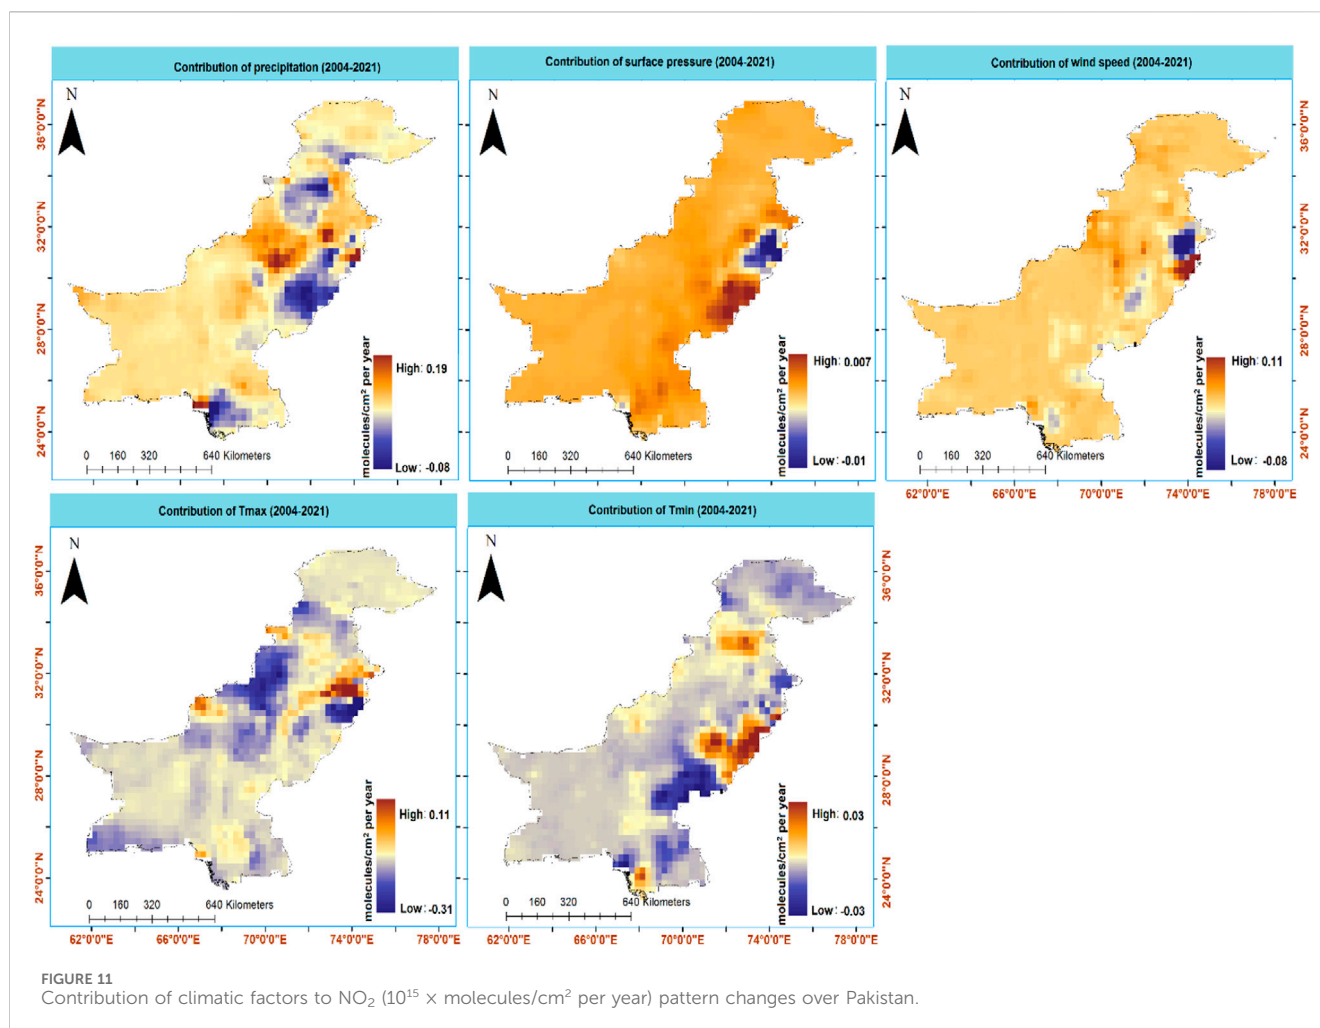 Contribution of precipitation (2004-2021)
Contribution of surface pressure (2004-2021)
Contribution of wind speed (2004-2021)
N
36°0'0"N
32°0'0"N
28°0'0"N
24°0'0"N
molecules/cm² per year
High: 0.19
Low: -0.08
0 160 320 640 Kilometers
N
molecules/cm² per year
High: 0.007
Low: -0.01
0 160 320 640 Kilometers
N
36°0'0"N
32°0'0"N
28°0'0"N
24°0'0"N
molecules/cm² per year
High: 0.11
Low: -0.08
0 160 320 640 Kilometers
62°0'0"E 66°0'0"E 70°0'0"E 74°0'0"E 78°0'0"E
Contribution of Tmax (2004-2021)
Contribution of Tmin (2004-2021)
N
36°0'0"N
32°0'0"N
28°0'0"N
24°0'0"N
molecules/cm² per year
High: 0.11
Low: -0.31
0 160 320 640 Kilometers
62°0'0"E 66°0'0"E 70°0'0"E 74°0'0"E 78°0'0"E
N
36°0'0"N
32°0'0"N
28°0'0"N
24°0'0"N
molecules/cm² per year
High: 0.03
Low: -0.03
0 160 320 640 Kilometers
62°0'0"E 66°0'0"E 70°0'0"E 74°0'0"E 78°0'0"E
FIGURE 11
Contribution of climatic factors to NO₂ (10¹⁵ × molecules/cm² per year) pattern changes over Pakistan.